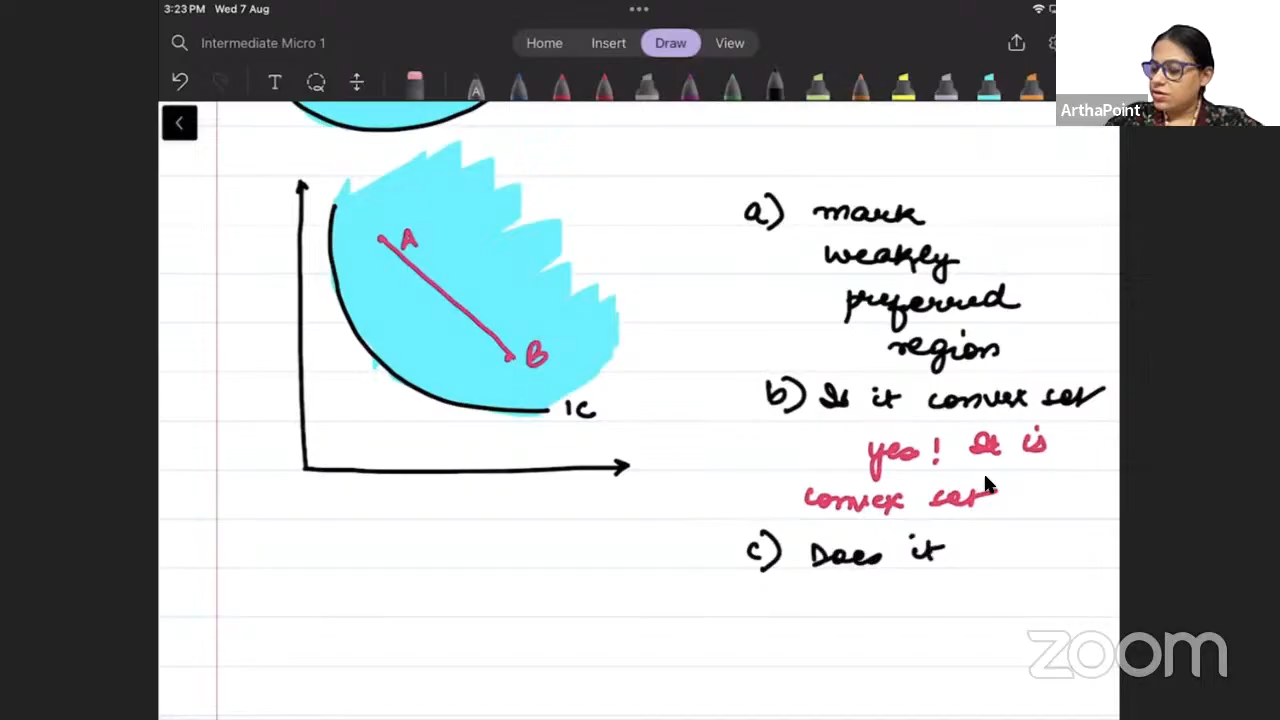 3:23 PM Wed 7 Aug
Intermediate Micro 1
Home Insert Draw View
T
A
ArthaPoint
A
B
IC
a) mark
weakly
preferred
region
b) Is it convex set
yes! It is
convex set
c) Does it
zoom